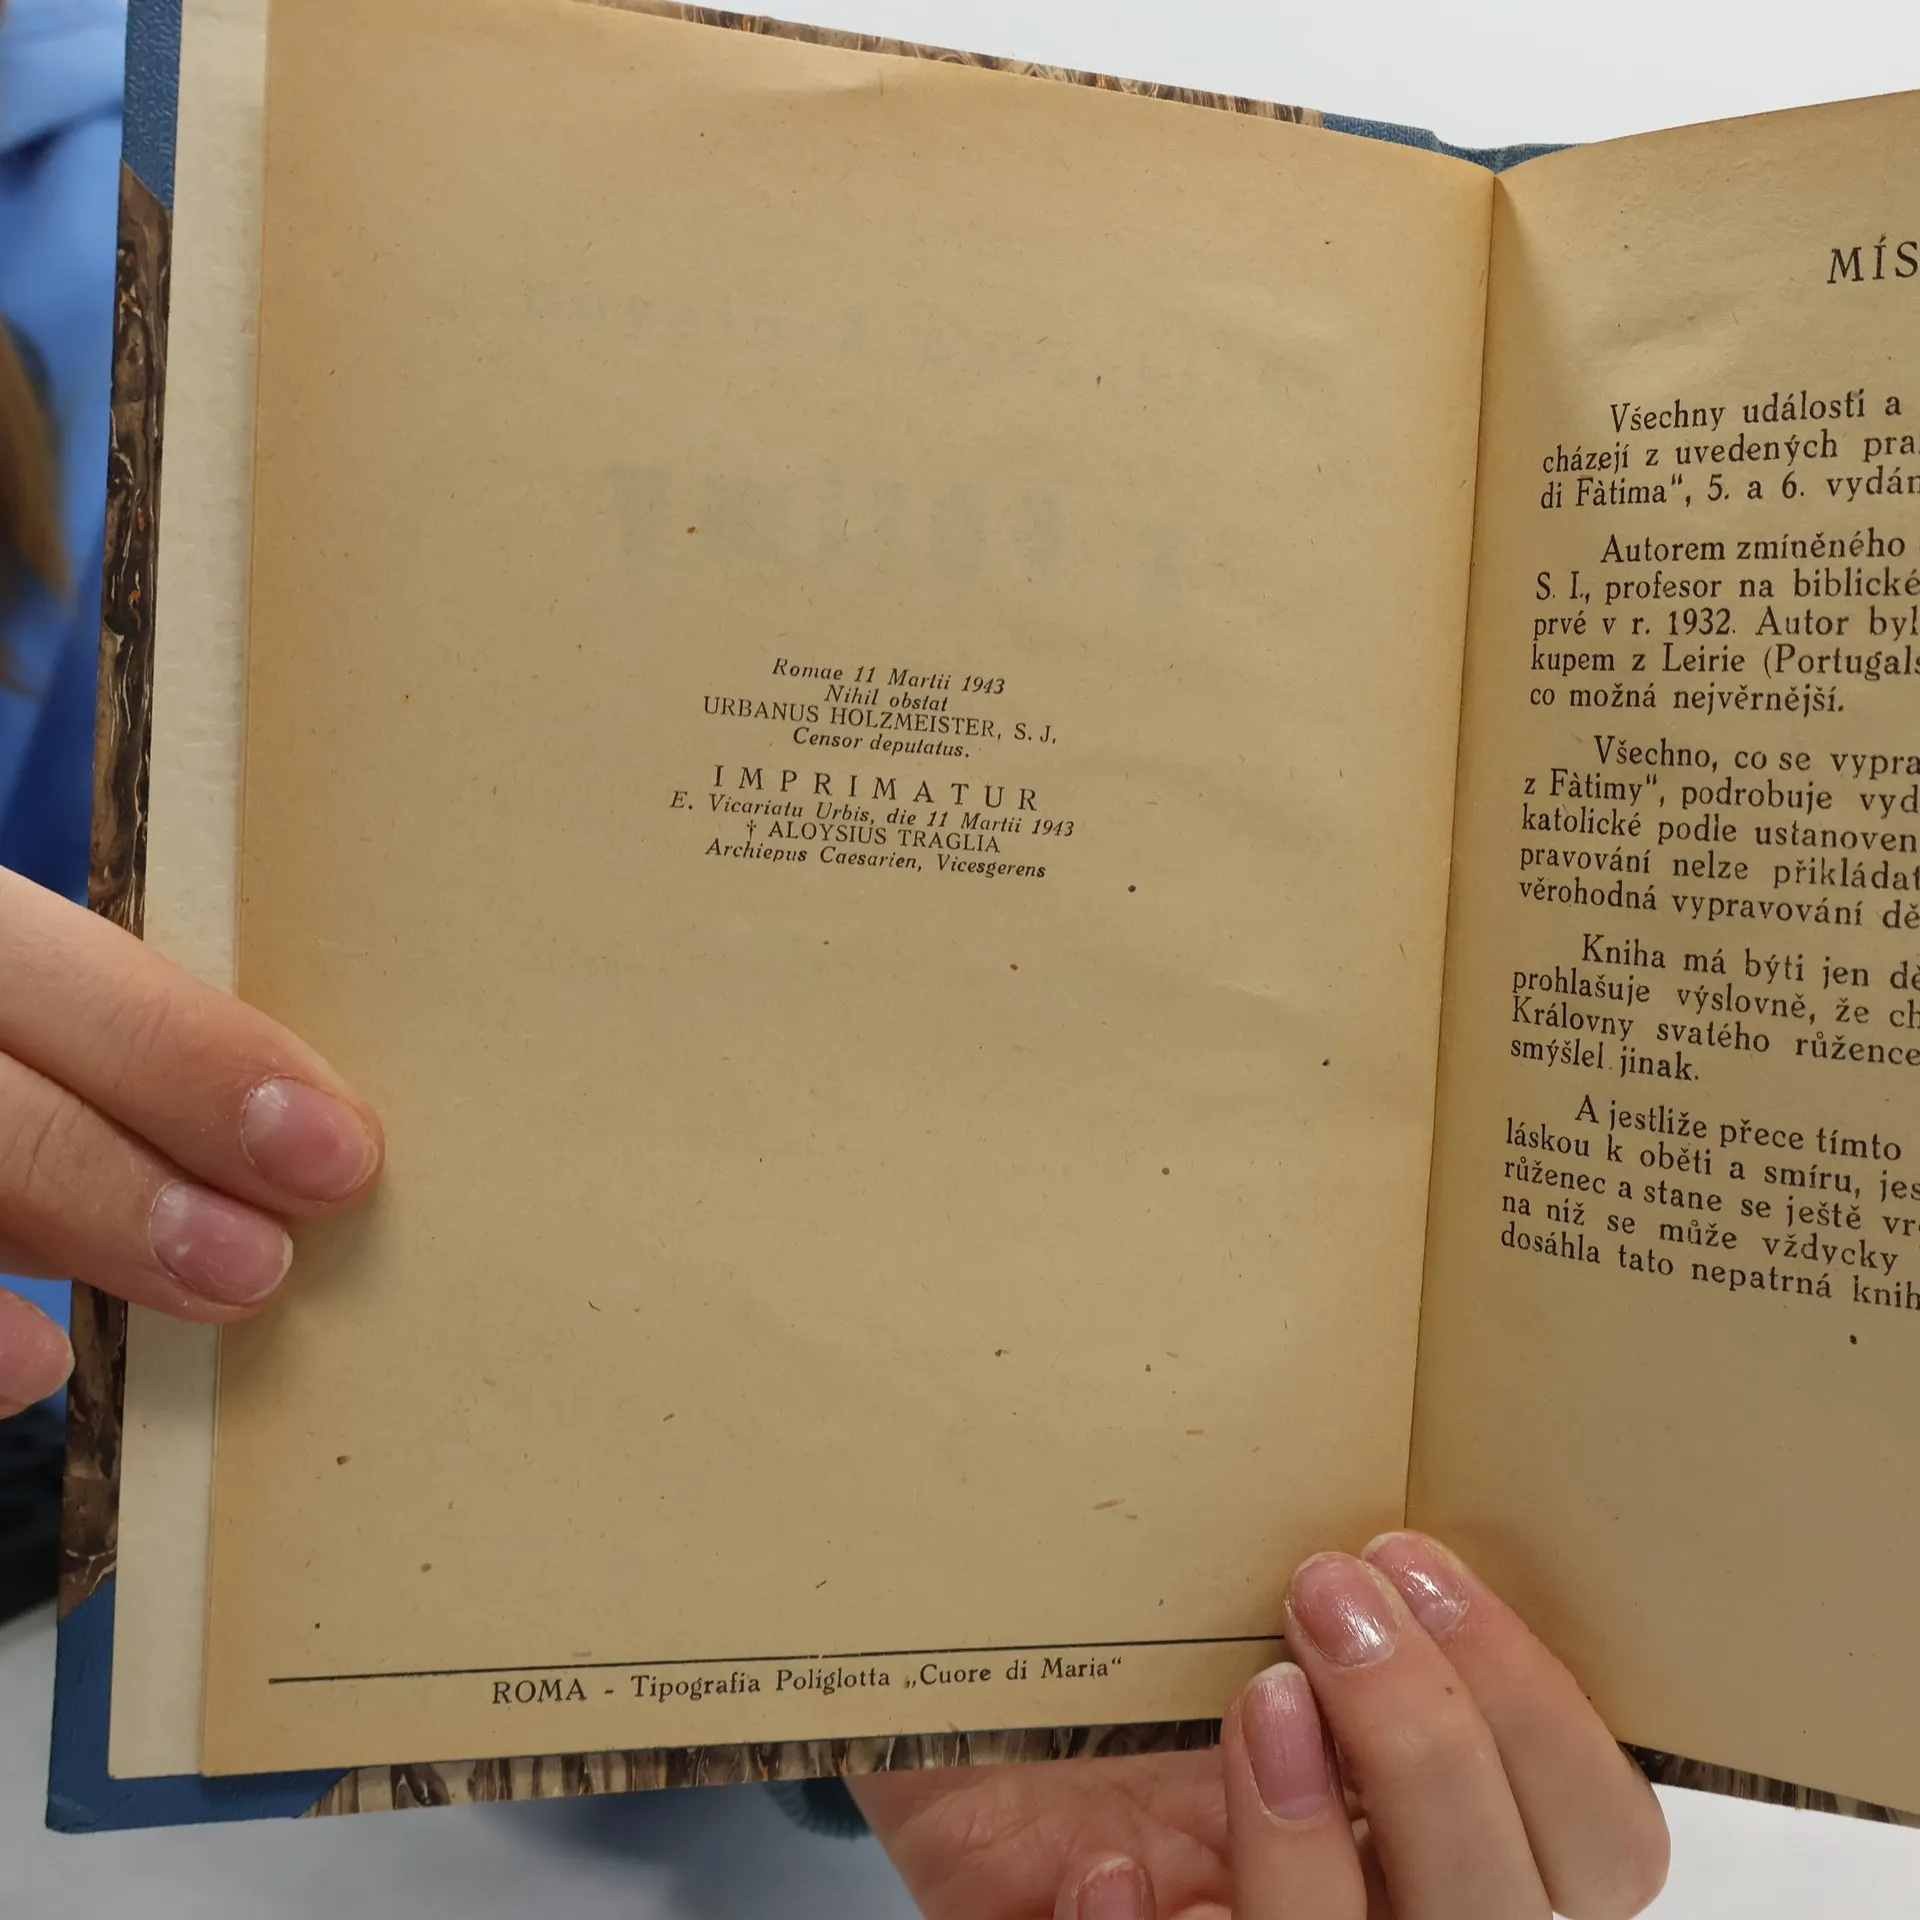 Romae 11 Martii 1943
Nihil obstat
URBANUS HOLZMEISTER, S. J.
Censor deputatus.
IMPRIMATUR
E. Vicariatu Urbis, die 11 Martii 1943
† ALOYSIUS TRAGLIA
Archiepus Caesarien, Vicesgerens
ROMA - Tipografia Poliglotta „Cuore di Maria“
MÍS
Všechny události a
cházejí z uvedených pra
di Fàtima“, 5. a 6. vydán
Autorem zmíněného
S. I., profesor na biblické
prvé v r. 1932. Autor byl
kupem z Leirie (Portugals
co možná nejvěrnější.
Všechno, co se vypra
z Fàtimy“, podrobuje vyd
katolické podle ustanoven
pravování nelze přikládat
věrohodná vypravování dě
Kniha má býti jen dě
prohlašuje výslovně, že ch
Královny svatého růžence
smýšlel jinak.
A jestliže přece tímto
láskou k oběti a smíru, jes
růženec a stane se ještě vr
na niž se může vždycky
dosáhla tato nepatrná knih